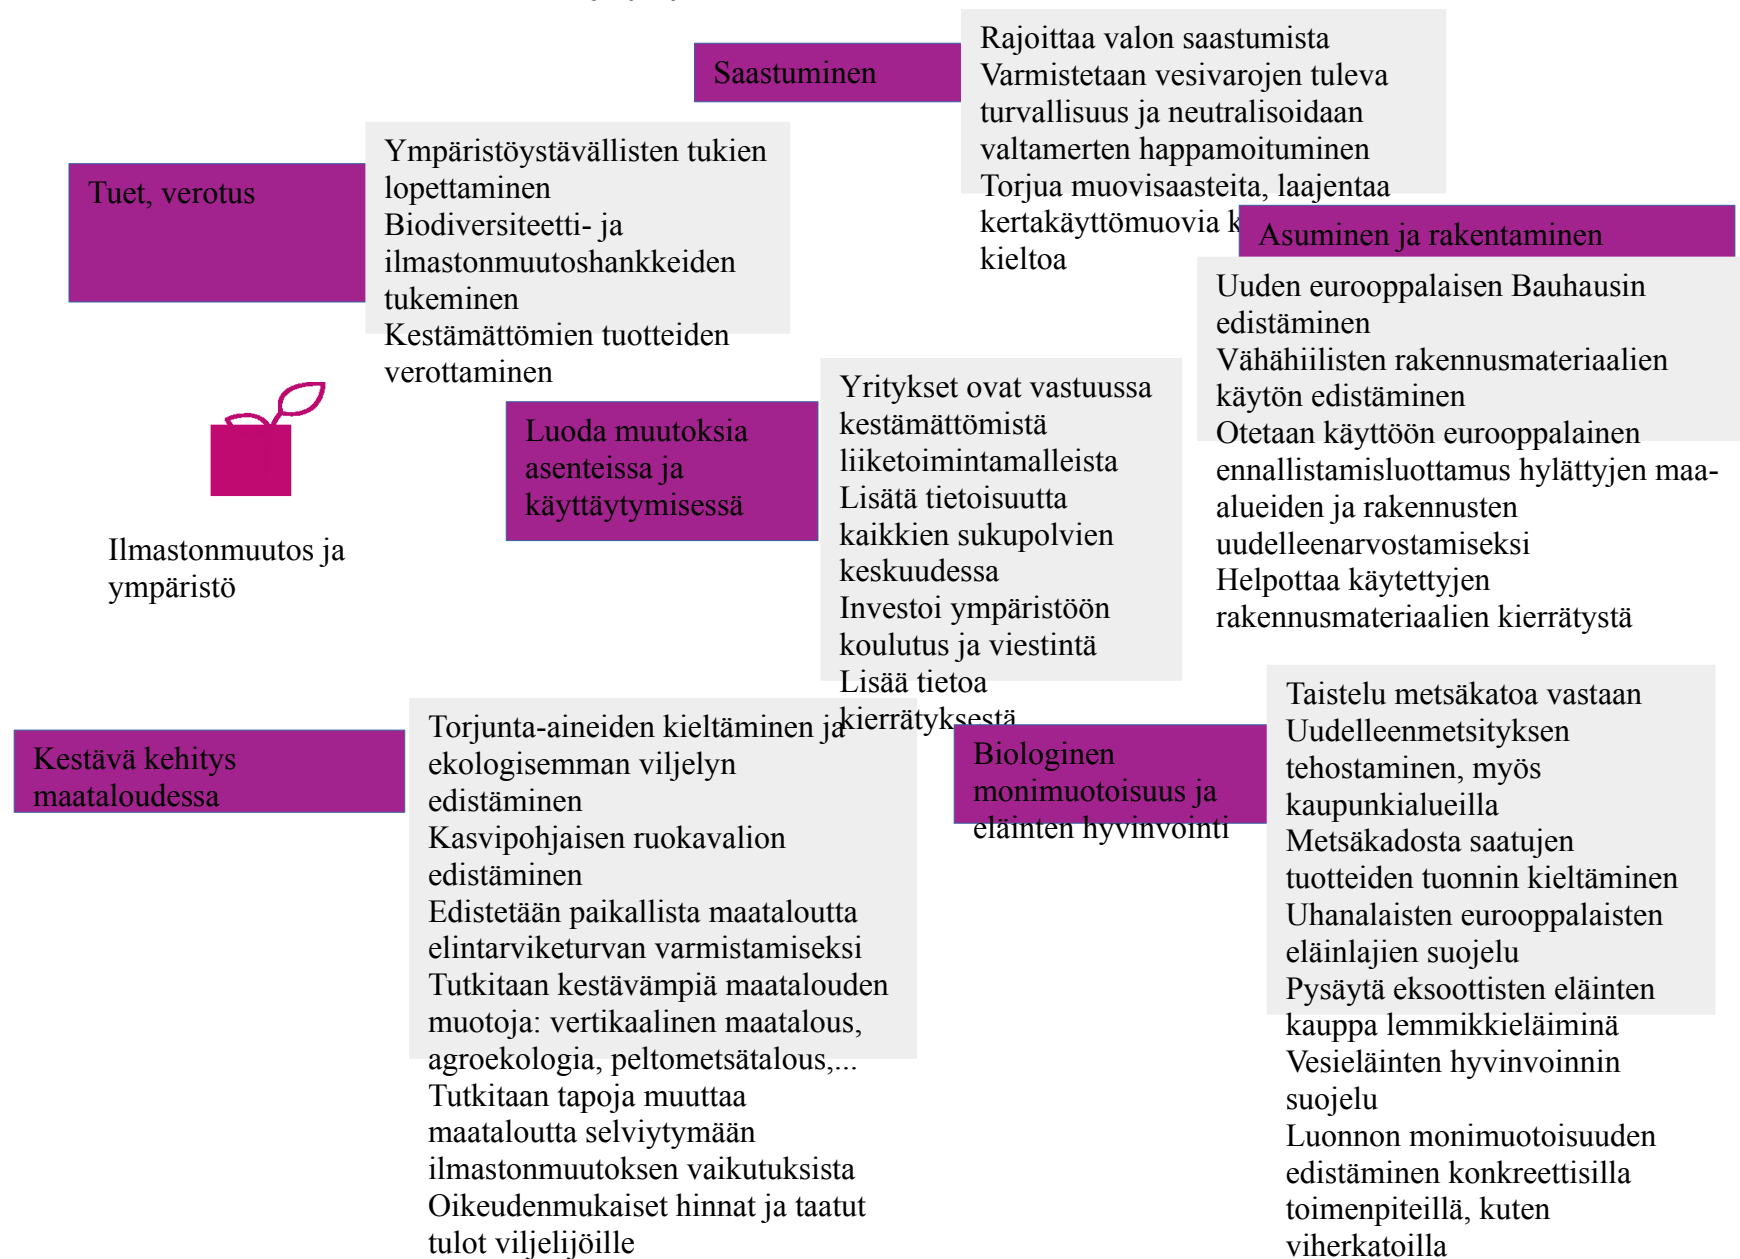 Saastuminen
Rajoittaa valon saastumista
Varmistetaan vesivarojen tuleva
turvallisuus ja neutralisoidaan
valtamerten happamoituminen
Torjua muovisaasteita, laajentaa
kertakäyttömuovia k
kieltoa
Tuet, verotus
Ympäristöystävällisten tukien
lopettaminen
Biodiversiteetti- ja
ilmastonmuutoshankkeiden
tukeminen
Kestämättömien tuotteiden
verottaminen
Asuminen ja rakentaminen
Uuden eurooppalaisen Bauhausin
edistäminen
Vähähiilisten rakennusmateriaalien
käytön edistäminen
Otetaan käyttöön eurooppalainen
ennallistamisluottamus hylättyjen maa-
alueiden ja rakennusten
uudelleenarvostamiseksi
Helpottaa käytettyjen
rakennusmateriaalien kierrätystä
Luoda muutoksia
asenteissa ja
käyttäytymisessä
Yritykset ovat vastuussa
kestämättömistä
liiketoimintamalleista
Lisätä tietoisuutta
kaikkien sukupolvien
keskuudessa
Investoi ympäristöön
koulutus ja viestintä
Lisää tietoa
kierrätyksestä
Ilmastonmuutos ja
ympäristö
Kestävä kehitys
maataloudessa
Torjunta-aineiden kieltäminen ja
ekologisemman viljelyn
edistäminen
Kasvipohjaisen ruokavalion
edistäminen
Edistetään paikallista maataloutta
elintarviketurvan varmistamiseksi
Tutkitaan kestävämpiä maatalouden
muotoja: vertikaalinen maatalous,
agroekologia, peltometsätalous,...
Tutkitaan tapoja muuttaa
maataloutta selviytymään
ilmastonmuutoksen vaikutuksista
Oikeudenmukaiset hinnat ja taatut
tulot viljelijöille
Biologinen
monimuotoisuus ja
eläinten hyvinvointi
Taistelu metsäkatoa vastaan
Uudelleenmetsityksen
tehostaminen, myös
kaupunkialueilla
Metsäkadosta saatujen
tuotteiden tuonnin kieltäminen
Uhanalaisten eurooppalaisten
eläinlajien suojelu
Pysäytä eksoottisten eläinten
kauppa lemmikkieläiminä
Vesieläinten hyvinvoinnin
suojelu
Luonnon monimuotoisuuden
edistäminen konkreettisilla
toimenpiteillä, kuten
viherkatoilla